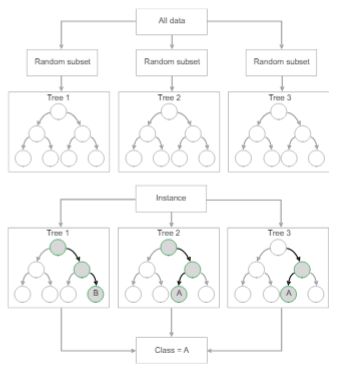 All data
Random subset Random subset Random subset
Tree 1 Tree 2 Tree 3
Instance
Tree 1 Tree 2 Tree 3
B A A
Class = A